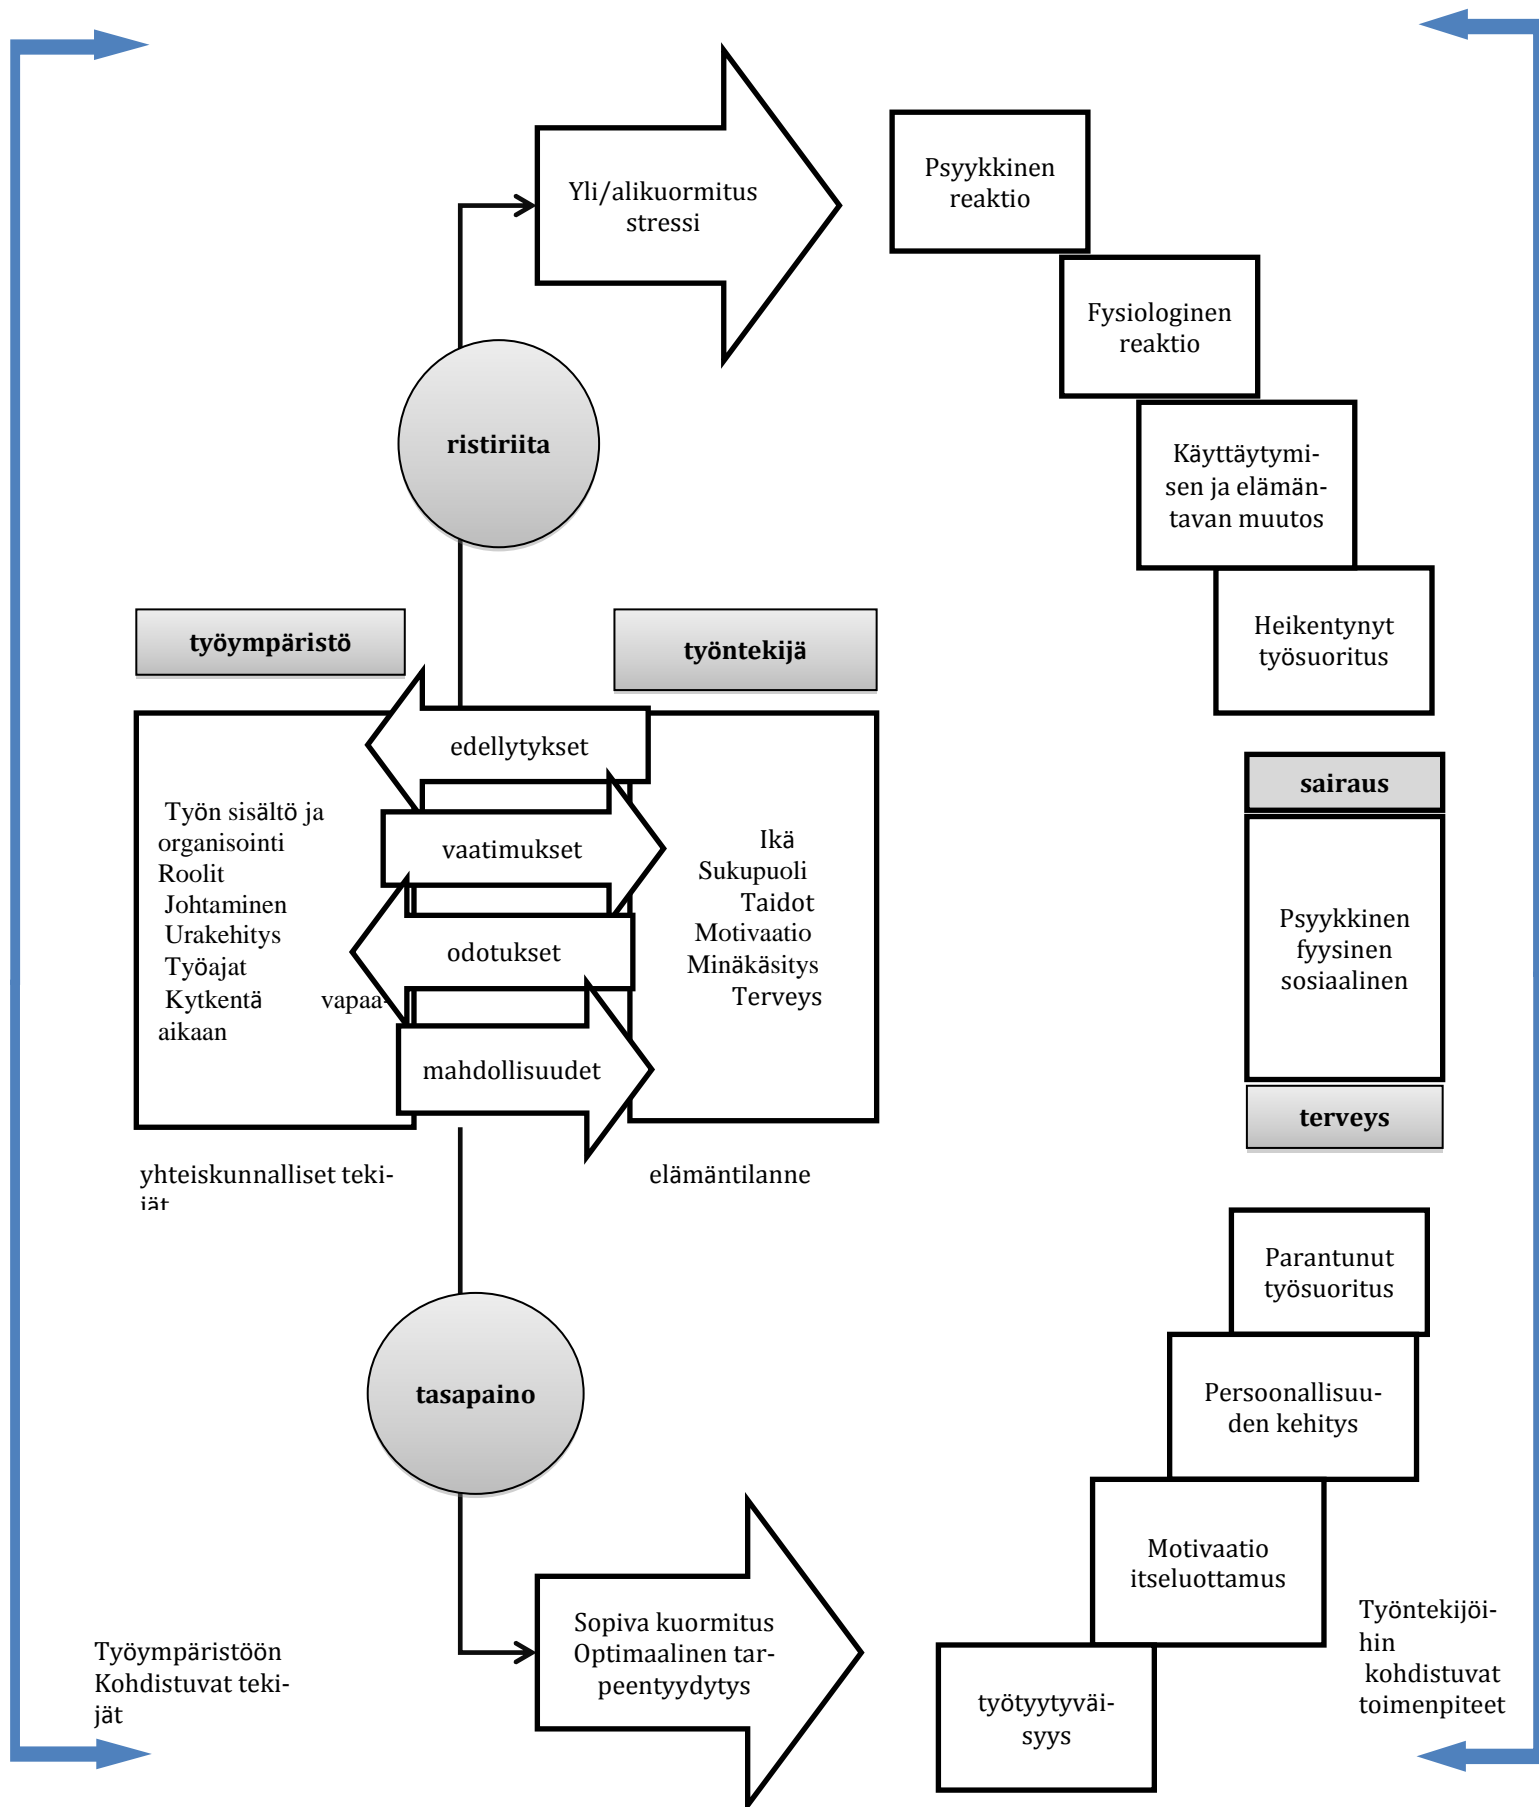 Yli/alikuormitus
stressi
Psyykkinen
reaktio
Fysiologinen
reaktio
ristiriita
Käyttäytymi-
sen ja elämän-
tavan muutos
Heikentynyt
työsuoritus
työympäristö
työntekijä
edellytykset
vaatimukset
odotukset
mahdollisuudet
Työn sisältö ja
organisointi
Roolit
Johtaminen
Urakehitys
Työajat
Kytkentä vapaa-
aikaan
Ikä
Sukupuoli
Taidot
Motivaatio
Minäkäsitys
Terveys
sairaus
Psyykkinen
fyysinen
sosiaalinen
terveys
yhteiskunnalliset teki-
jät
elämäntilanne
Parantunut
työsuoritus
Persoonallisuu-
den kehitys
tasapaino
Motivaatio
itseluottamus
Sopiva kuormitus
Optimaalinen tar-
peentyydytys
työtyytyväi-
syys
Työympäristöön
Kohdistuvat teki-
jät
Työntekijöi-
hin
kohdistuvat
toimenpiteet